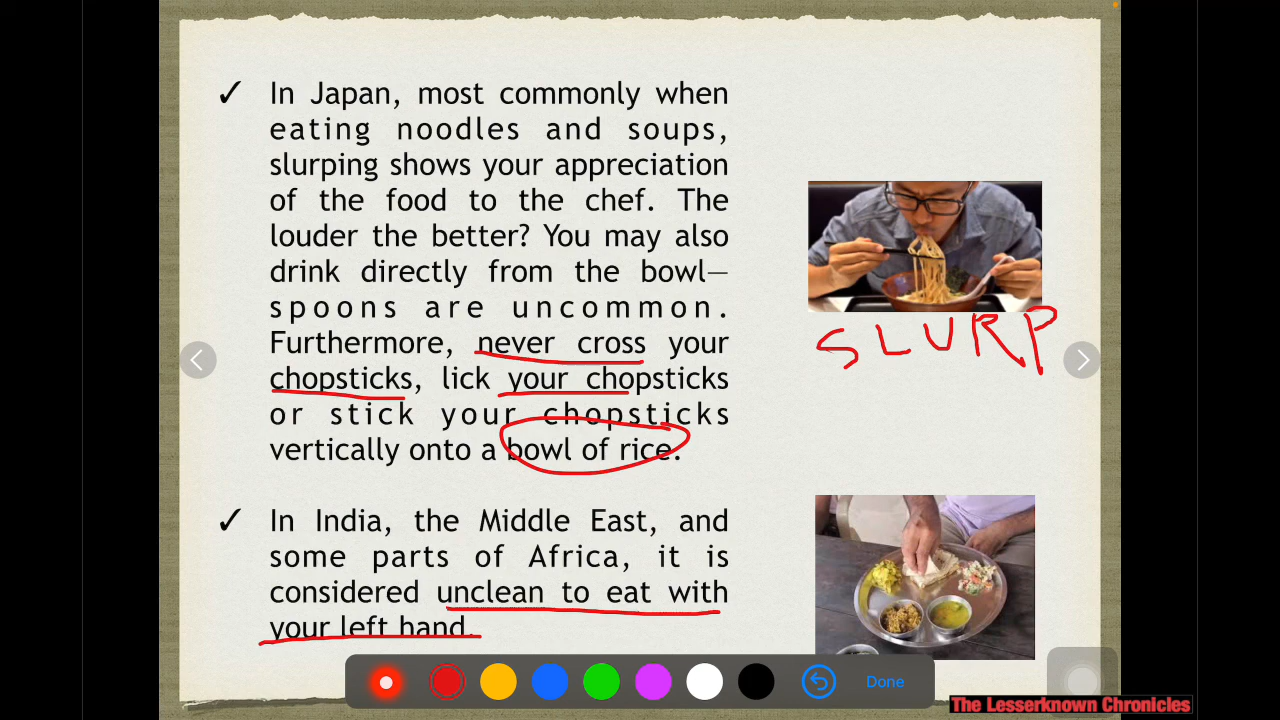 ✓ In Japan, most commonly when
eating noodles and soups,
slurping shows your appreciation
of the food to the chef. The
louder the better? You may also
drink directly from the bowl—
spoons are uncommon.
Furthermore, never cross your
chopsticks, lick your chopsticks
or stick your chopsticks
vertically onto a bowl of rice.
SLURP
✓ In India, the Middle East, and
some parts of Africa, it is
considered unclean to eat with
your left hand.
Done
The Lesserknown Chronicles